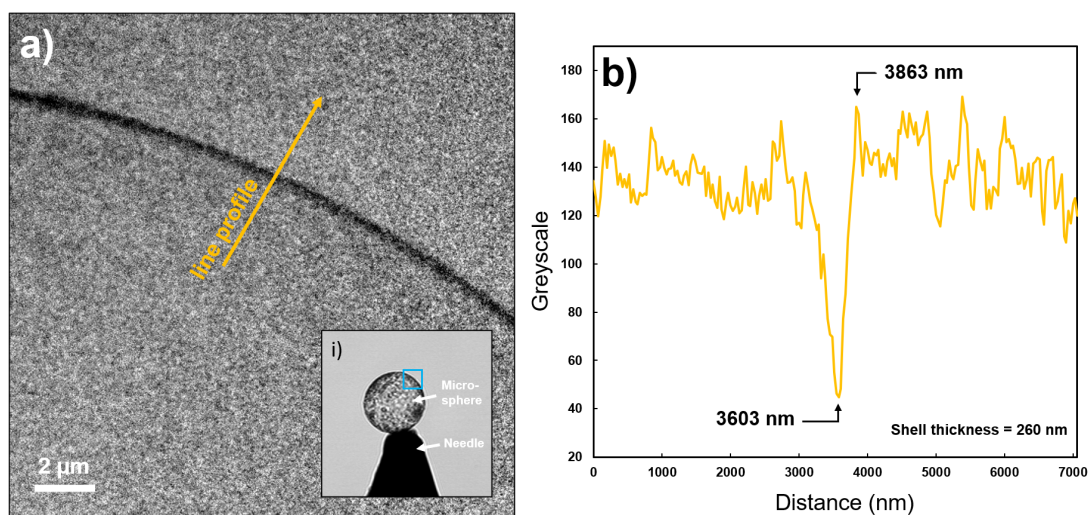 a)
line profile
i)
Micro-
sphere
Needle
2 µm
b)
3863 nm
3603 nm
Shell thickness = 260 nm
Greyscale
180
160
140
120
100
80
60
40
20
0 1000 2000 3000 4000 5000 6000 7000
Distance (nm)